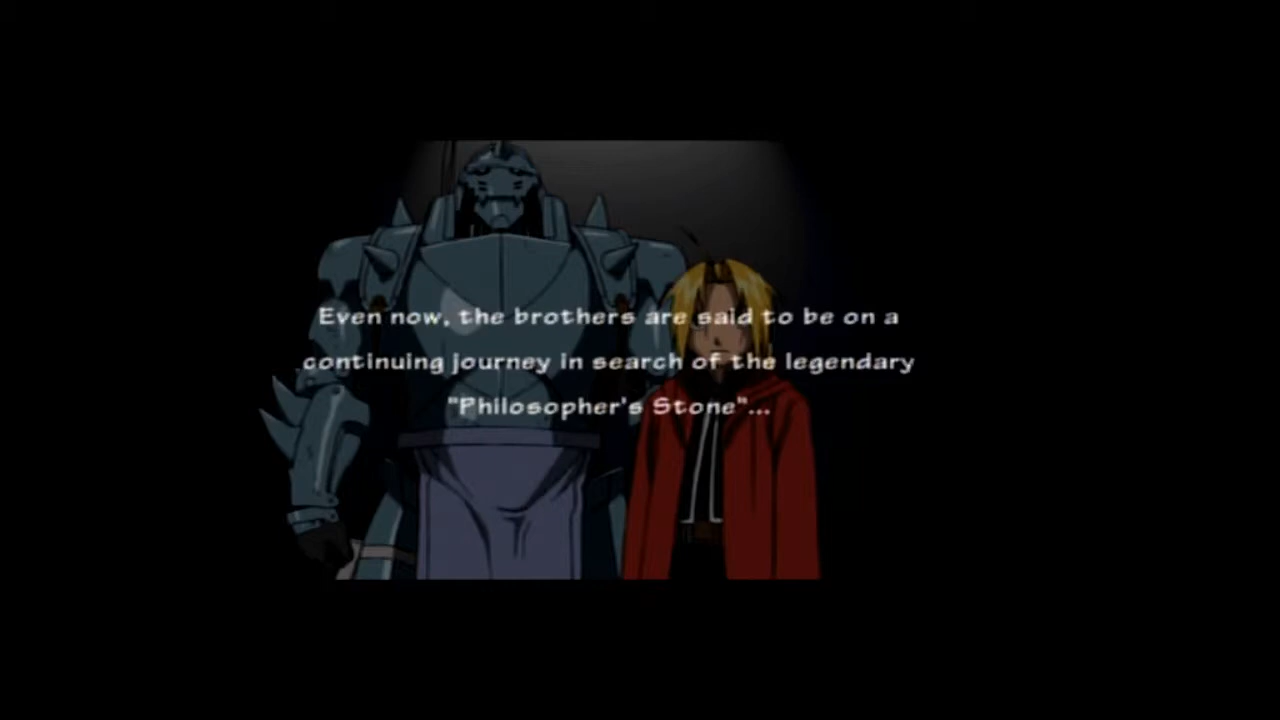 Even now, the brothers are said to be on a
continuing journey in search of the legendary
"Philosopher's Stone"...